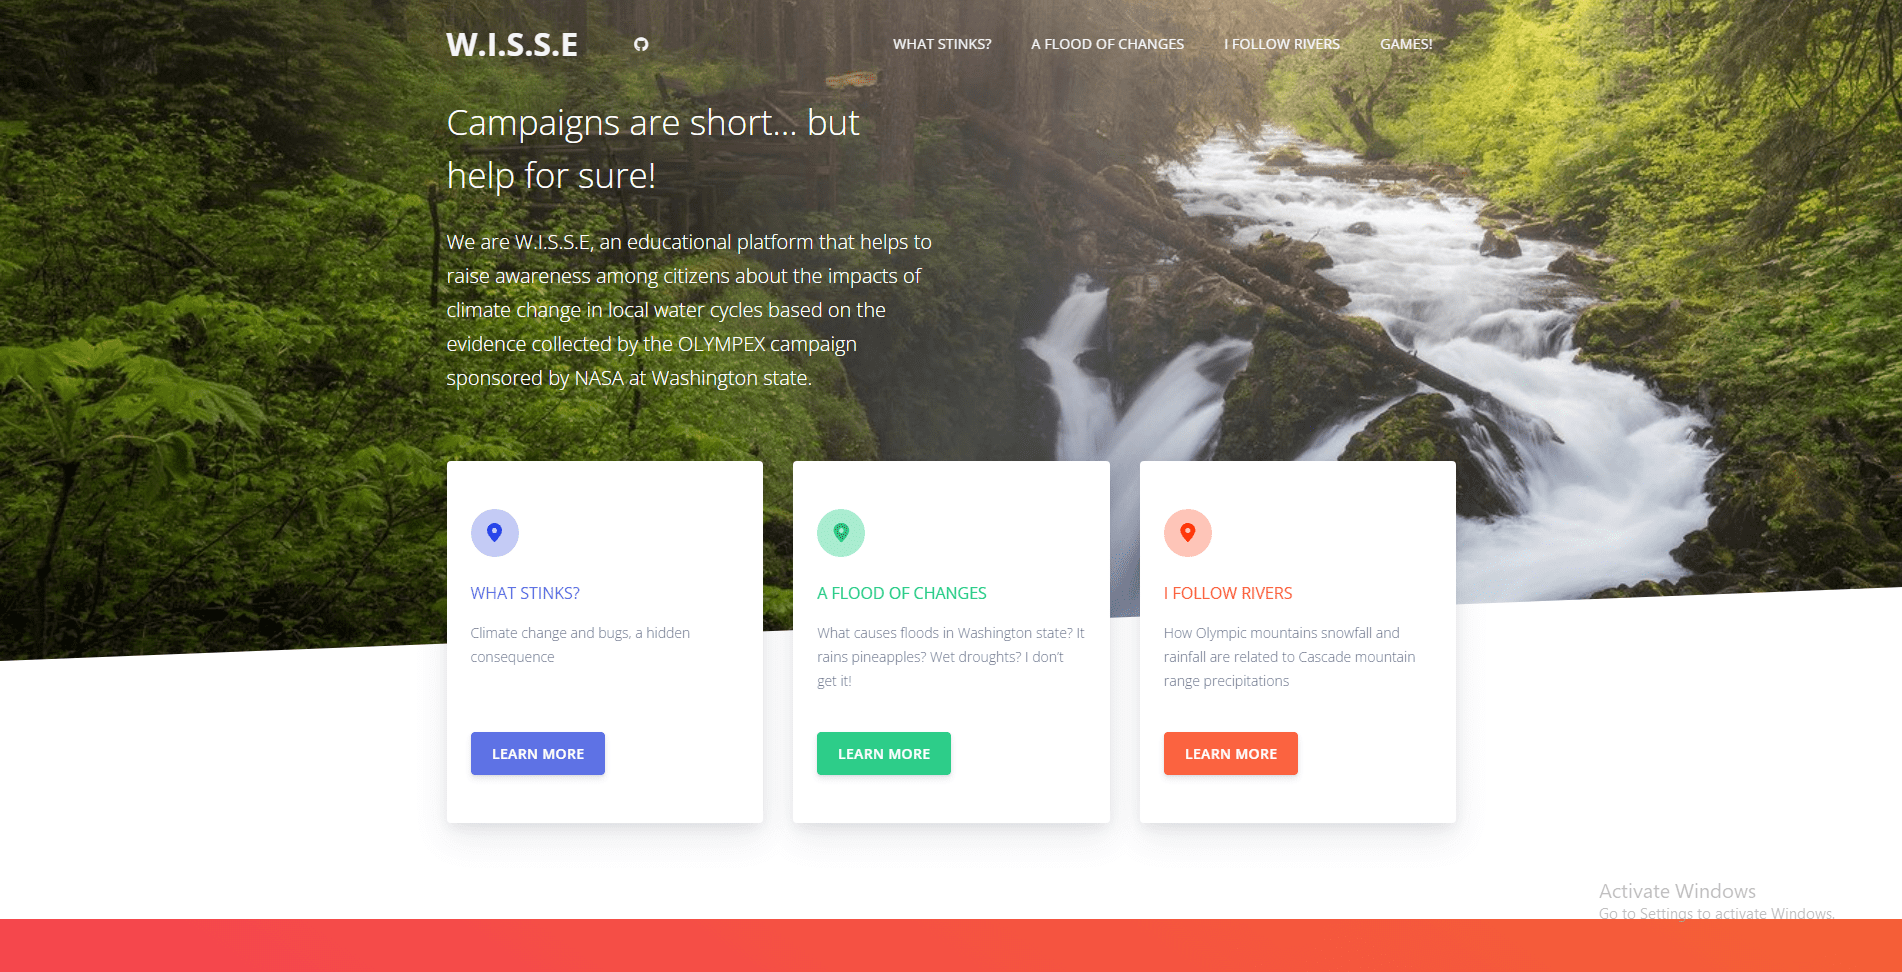 W.I.S.S.E
WHAT STINKS?
A FLOOD OF CHANGES
I FOLLOW RIVERS
GAMES!
Campaigns are short... but
help for sure!
We are W.I.S.S.E, an educational platform that helps to
raise awareness among citizens about the impacts of
climate change in local water cycles based on the
evidence collected by the OLYMPEX campaign
sponsored by NASA at Washington state.
WHAT STINKS?
Climate change and bugs, a hidden
consequence
LEARN MORE
A FLOOD OF CHANGES
What causes floods in Washington state? It
rains pineapples? Wet droughts? I don't
get it!
LEARN MORE
I FOLLOW RIVERS
How Olympic mountains snowfall and
rainfall are related to Cascade mountain
range precipitations
LEARN MORE
Activate Windows
Go to Settings to activate Windows.